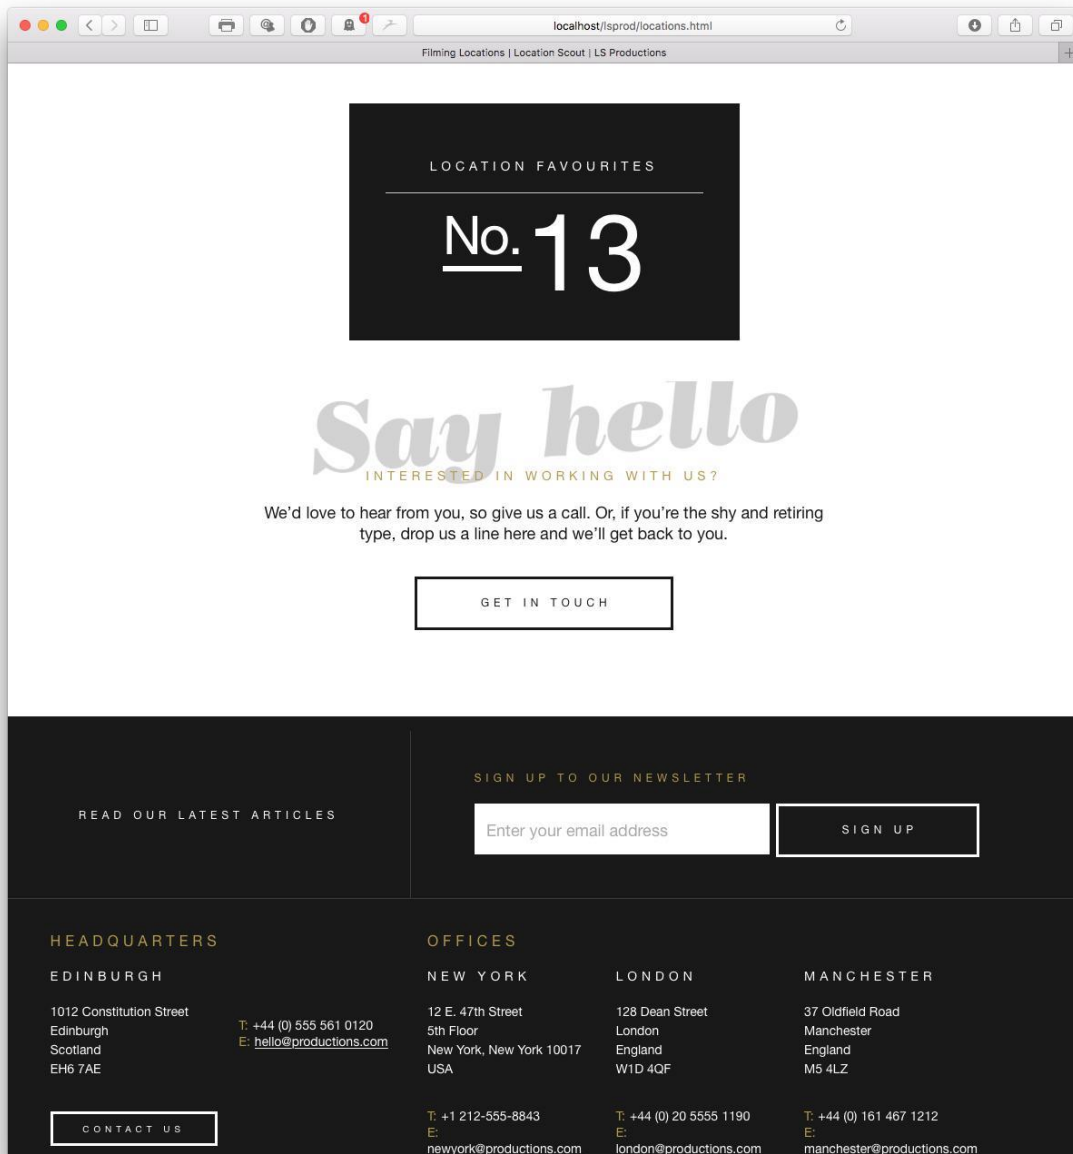 localhost/lsprod/locations.html
1
Filming Locations | Location Scout | LS Productions
LOCATION FAVOURITES
No. 13
Say hello
INTERESTED IN WORKING WITH US?
We’d love to hear from you, so give us a call. Or, if you’re the shy and retiring
type, drop us a line here and we’ll get back to you.
GET IN TOUCH
READ OUR LATEST ARTICLES
SIGN UP TO OUR NEWSLETTER
Enter your email address
SIGN UP
HEADQUARTERS
EDINBURGH
1012 Constitution Street
Edinburgh
Scotland
EH6 7AE
T: +44 (0) 555 561 0120
E: hello@productions.com
CONTACT US
OFFICES
NEW YORK
12 E. 47th Street
5th Floor
New York, New York 10017
USA
T: +1 212-555-8843
E:
newyork@productions.com
LONDON
128 Dean Street
London
England
W1D 4QF
T: +44 (0) 20 5555 1190
E:
london@productions.com
MANCHESTER
37 Oldfield Road
Manchester
England
M5 4LZ
T: +44 (0) 161 467 1212
E:
manchester@productions.com